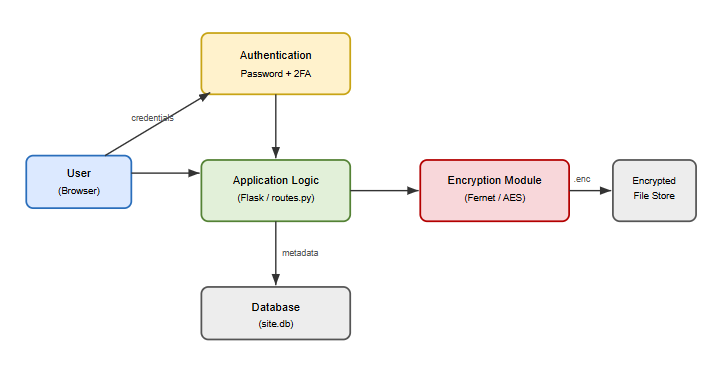 Authentication
Password + 2FA
credentials
User
(Browser)
Application Logic
(Flask / routes.py)
Encryption Module
(Fernet / AES)
.enc
Encrypted
File Store
metadata
Database
(site.db)